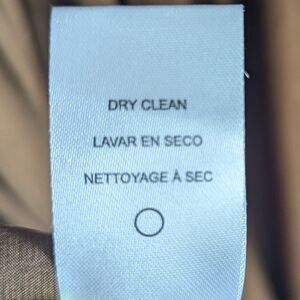 DRY CLEAN
LAVAR EN SECO
NETTOYAGE À SEC